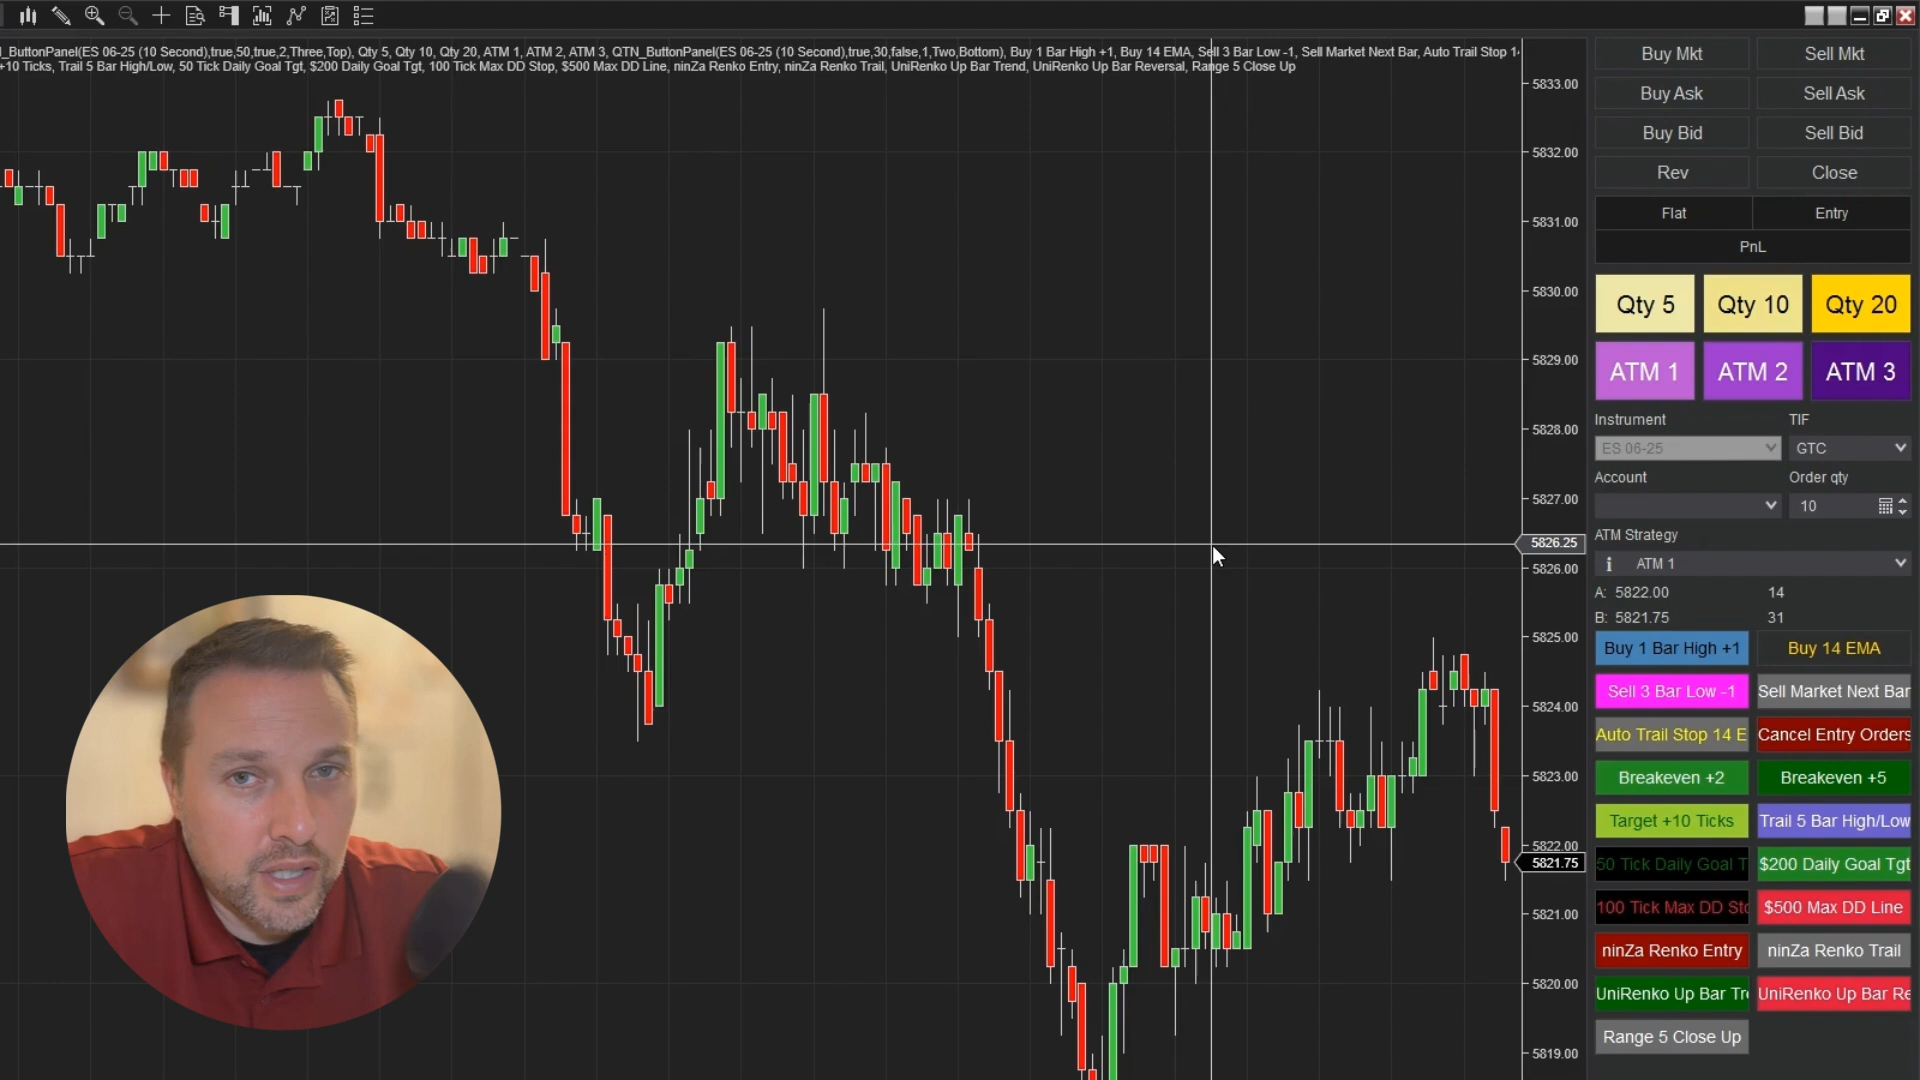 _ButtonPanel(ES 06-25 (10 Second),true,50,true,2,Three,Top), Qty 5, Qty 10, Qty 20, ATM 1, ATM 2, ATM 3, QTN_ButtonPanel(ES 06-25 (10 Second),true,30,false,1,Two,Bottom), Buy 1 Bar High +1, Buy 14 EMA, Sell 3 Bar Low -1, Sell Market Next Bar, Auto Trail Stop 1
+10 Ticks, Trail 5 Bar High/Low, 50 Tick Daily Goal Tgt, $200 Daily Goal Tgt, 100 Tick Max DD Stop, $500 Max DD Line, ninZa Renko Entry, ninZa Renko Trail, UniRenko Up Bar Trend, UniRenko Up Bar Reversal, Range 5 Close Up
5833.00
5832.00
5831.00
5830.00
5829.00
5828.00
5827.00
5826.25
5826.00
5825.00
5824.00
5823.00
5822.00
5821.75
5821.00
5820.00
5819.00
Buy Mkt Sell Mkt
Buy Ask Sell Ask
Buy Bid Sell Bid
Rev Close
Flat Entry
PnL
Qty 5 Qty 10 Qty 20
ATM 1 ATM 2 ATM 3
Instrument TIF
ES 06-25 GTC
Account Order qty
10
ATM Strategy
i ATM 1
A: 5822.00 14
B: 5821.75 31
Buy 1 Bar High +1 Buy 14 EMA
Sell 3 Bar Low -1 Sell Market Next Bar
Auto Trail Stop 14 E Cancel Entry Orders
Breakeven +2 Breakeven +5
Target +10 Ticks Trail 5 Bar High/Low
50 Tick Daily Goal T $200 Daily Goal Tgt
100 Tick Max DD Sto $500 Max DD Line
ninZa Renko Entry ninZa Renko Trail
UniRenko Up Bar Tr UniRenko Up Bar Re
Range 5 Close Up